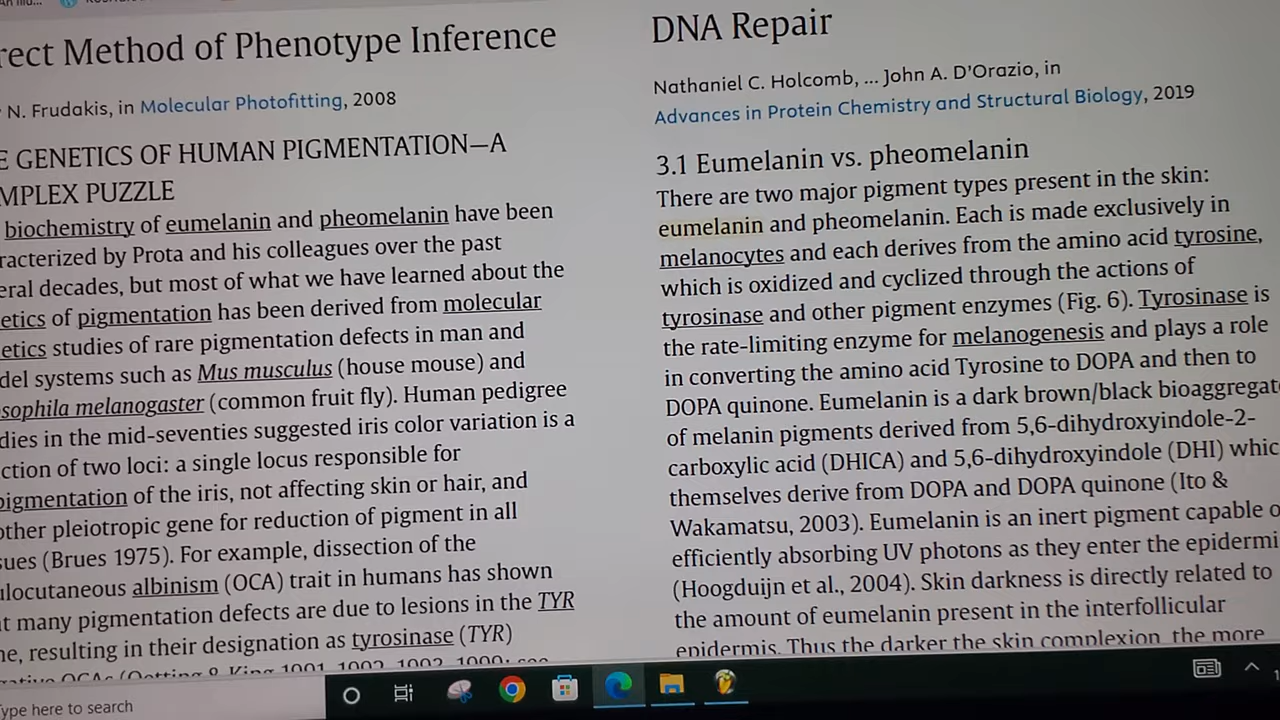 rect Method of Phenotype Inference
N. Frudakis, in Molecular Photofitting, 2008
E GENETICS OF HUMAN PIGMENTATION—A
MPLEX PUZZLE
biochemistry of eumelanin and pheomelanin have been
racterized by Prota and his colleagues over the past
eral decades, but most of what we have learned about the
etics of pigmentation has been derived from molecular
etics studies of rare pigmentation defects in man and
del systems such as Mus musculus (house mouse) and
sophila melanogaster (common fruit fly). Human pedigree
dies in the mid-seventies suggested iris color variation is a
ction of two loci: a single locus responsible for
pigmentation of the iris, not affecting skin or hair, and
other pleiotropic gene for reduction of pigment in all
sues (Brues 1975). For example, dissection of the
ulocutaneous albinism (OCA) trait in humans has shown
t many pigmentation defects are due to lesions in the TYR
ne, resulting in their designation as tyrosinase (TYR)
DNA Repair
Nathaniel C. Holcomb, ... John A. D'Orazio, in
Advances in Protein Chemistry and Structural Biology, 2019
3.1 Eumelanin vs. pheomelanin
There are two major pigment types present in the skin:
eumelanin and pheomelanin. Each is made exclusively in
melanocytes and each derives from the amino acid tyrosine,
which is oxidized and cyclized through the actions of
tyrosinase and other pigment enzymes (Fig. 6). Tyrosinase is
the rate-limiting enzyme for melanogenesis and plays a role
in converting the amino acid Tyrosine to DOPA and then to
DOPA quinone. Eumelanin is a dark brown/black bioaggregat
of melanin pigments derived from 5,6-dihydroxyindole-2-
carboxylic acid (DHICA) and 5,6-dihydroxyindole (DHI) whic
themselves derive from DOPA and DOPA quinone (Ito &
Wakamatsu, 2003). Eumelanin is an inert pigment capable o
efficiently absorbing UV photons as they enter the epidermi
(Hoogduijn et al., 2004). Skin darkness is directly related to
the amount of eumelanin present in the interfollicular
epidermis. Thus the darker the skin complexion, the more
ype here to search